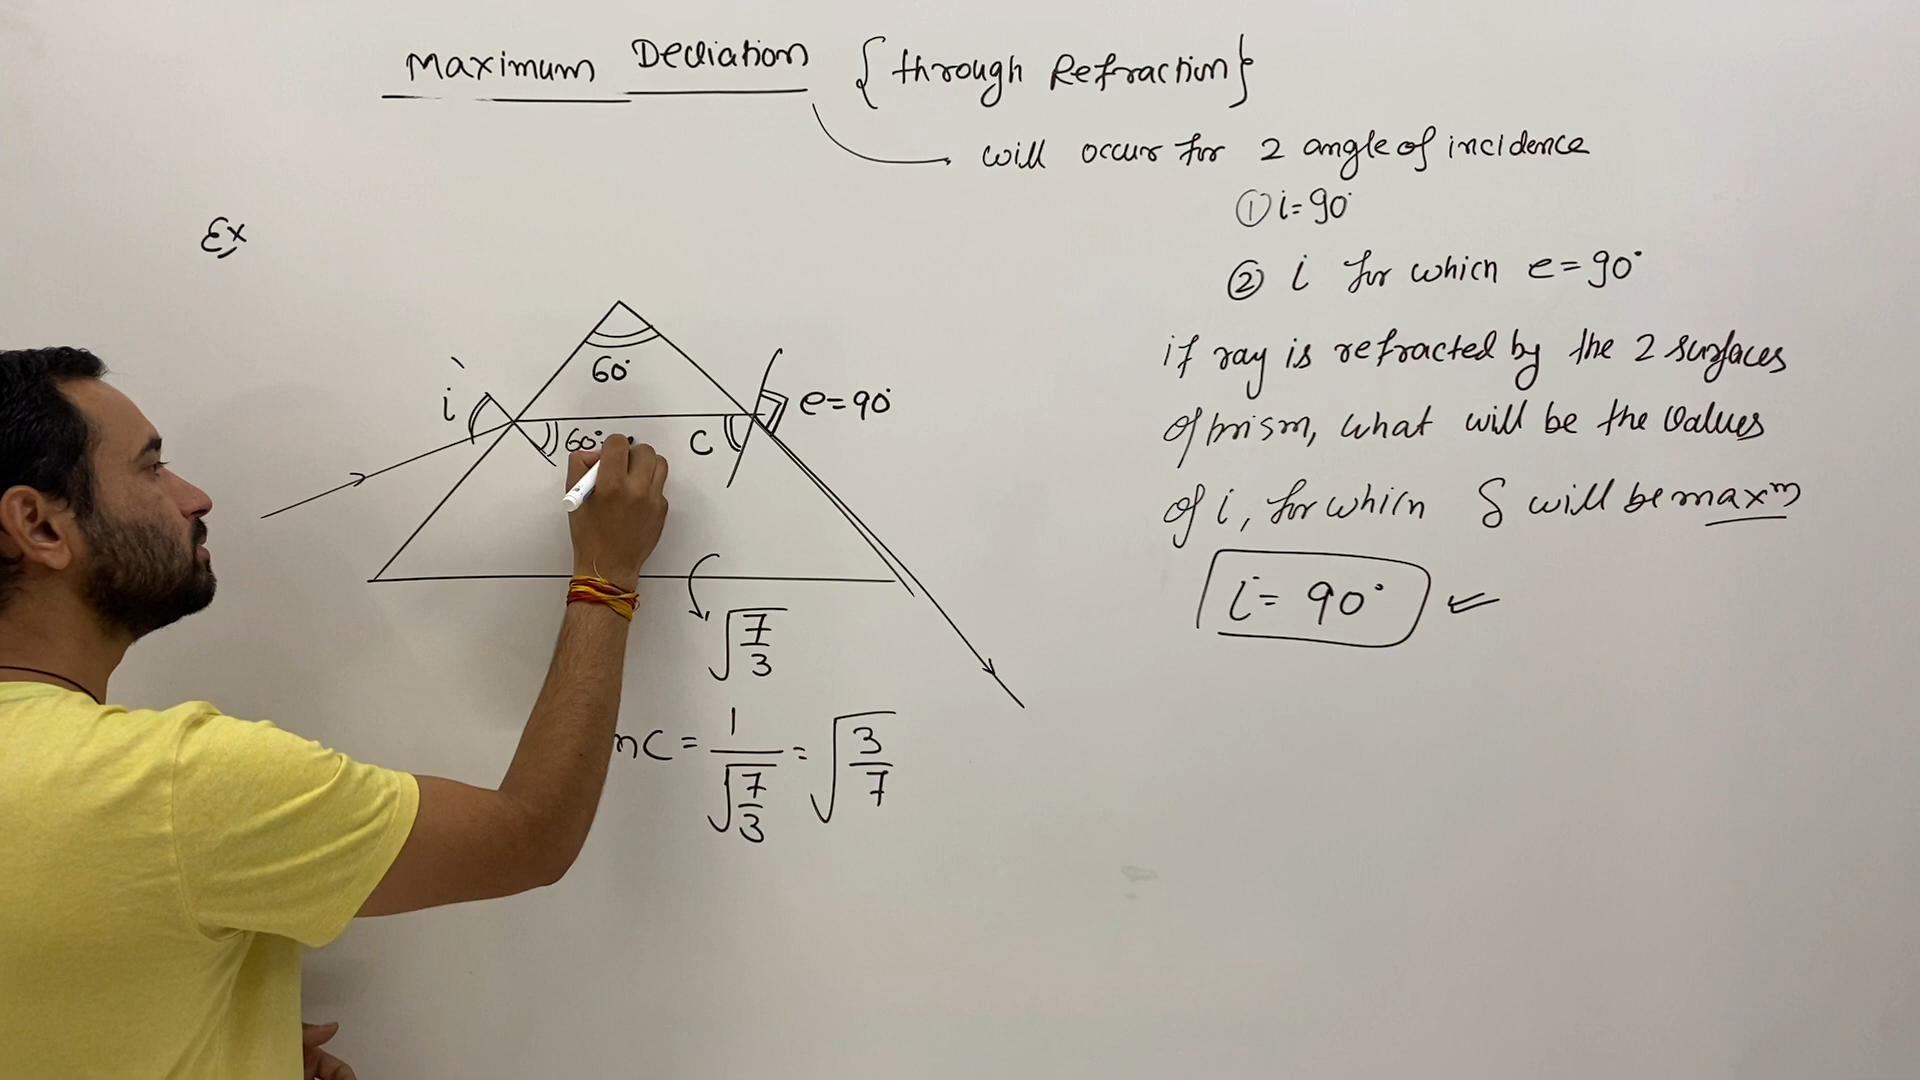 Maximum Deviation {through Refraction}
will occur for 2 angle of incidence
① i=90°
② i for which e=90°
Ex
if ray is refracted by the 2 surfaces
of prism, what will be the values
of i, for which δ will be maxᵐ
i= 90°
60°
i
e=90°
60°-
C
√(7/3)
nC = 1/√(7/3) = √(3/7)